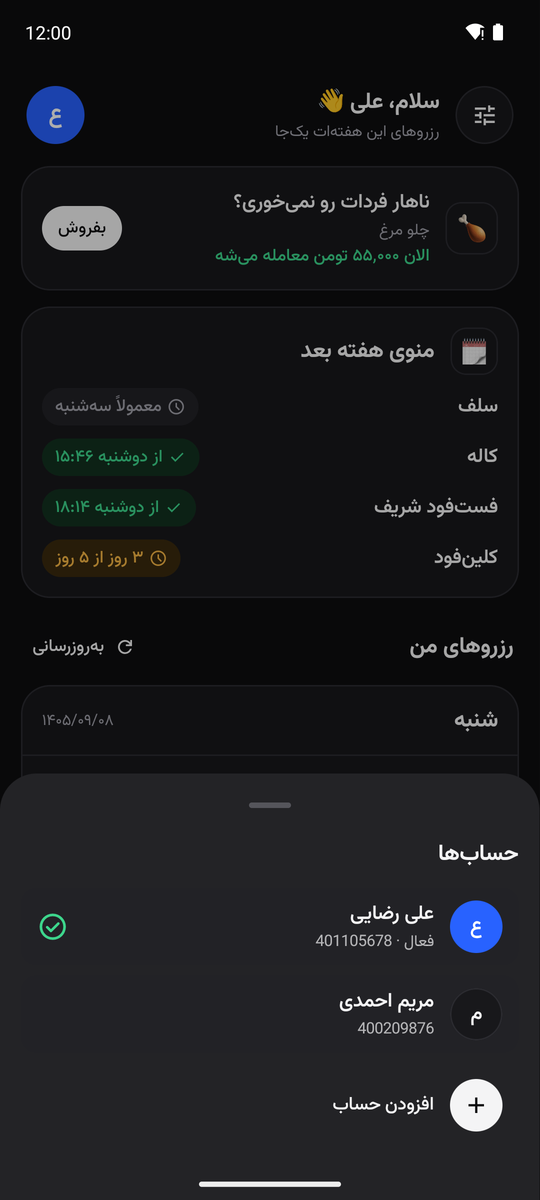 12:00
سلام، علی 👋
رزروهای این هفته‌ات یک‌جا
ع
ناهار فردات رو نمی‌خوری؟
چلو مرغ
الان ۵۵,۰۰۰ تومن معامله می‌شه
بفروش
منوی هفته بعد
سلف
معمولاً سه‌شنبه
کاله
از دوشنبه ۱۵:۴۶
فست‌فود شریف
از دوشنبه ۱۸:۱۴
کلین‌فود
۳ روز از ۵ روز
رزروهای من
به‌روزرسانی
شنبه
۱۴۰۵/۰۹/۰۸
حساب‌ها
ع
علی رضایی
فعال · 401105678
م
مریم احمدی
400209876
افزودن حساب